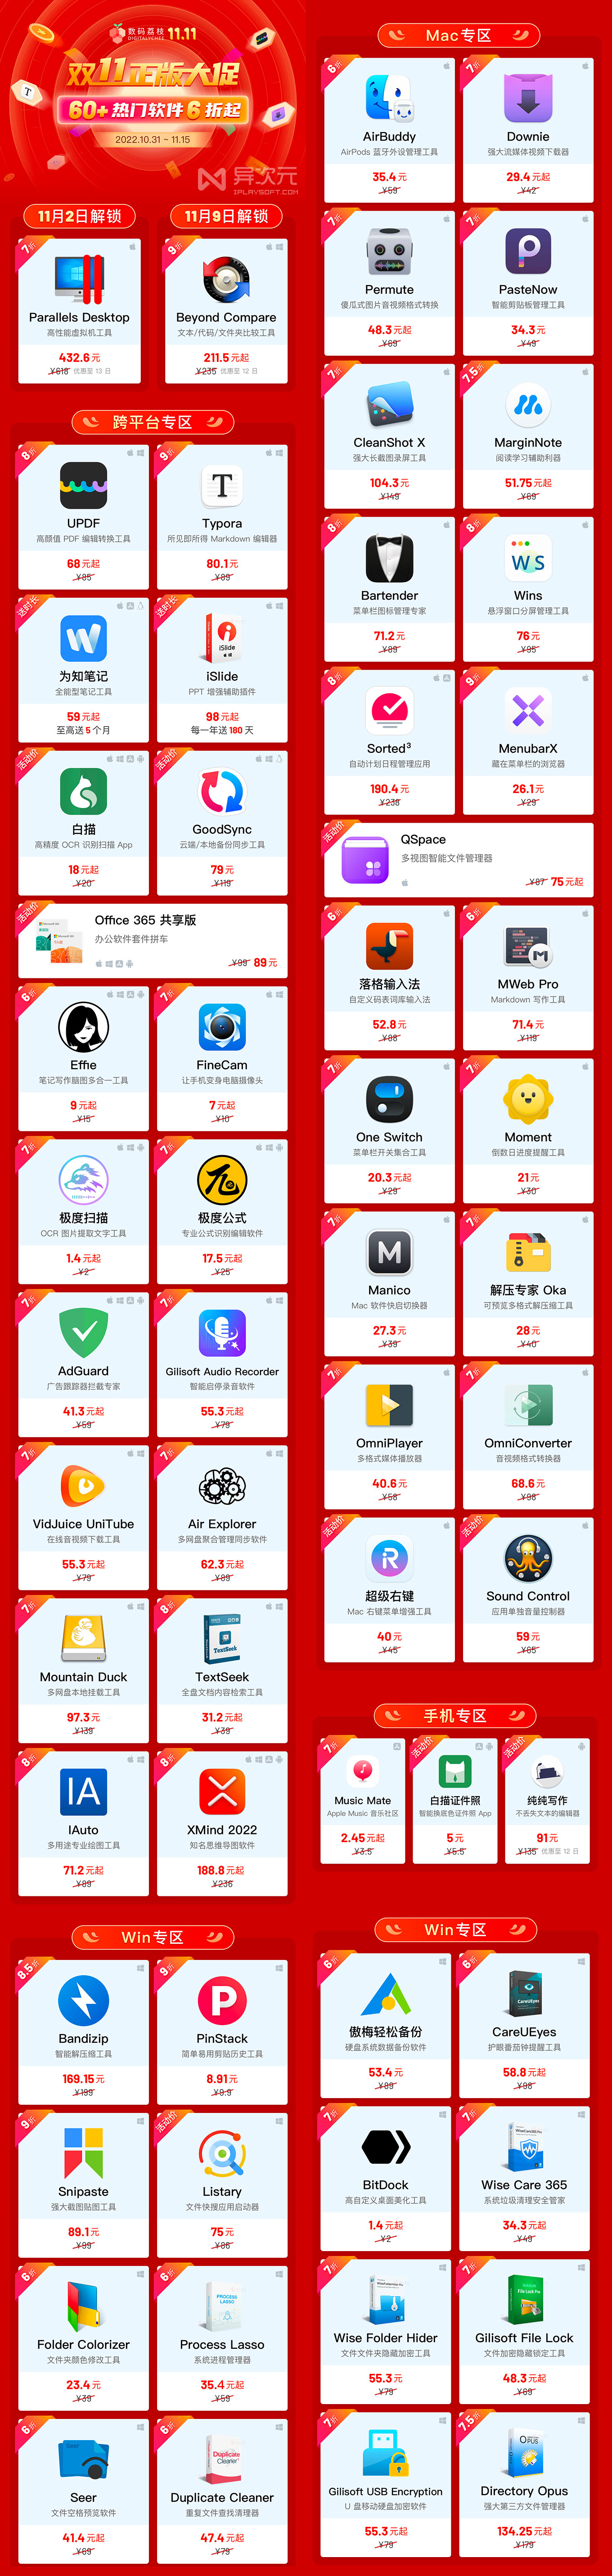 数码荔枝 11.11
DIGITALYCHEE
双11正版大促
60+热门软件 6 折起
2022.10.31 ~ 11.15
异次元
IPLAYSOFT.COM
11月2日解锁
11月9日解锁
7折
Parallels Desktop
高性能虚拟机工具
432.6 元
¥618 优惠至 13 日
9折
Beyond Compare
文本/代码/文件夹比较工具
211.5元起
¥235 优惠至 12 日
跨平台专区
8折
UPDF
高颜值 PDF 编辑转换工具
68 元起
¥85
9折
Typora
所见即所得 Markdown 编辑器
80.1元
¥89
送时长
为知笔记
全能型笔记工具
59 元起
至高送 5 个月
送时长
iSlide
iSlide
PPT 增强辅助插件
98 元起
每一年送 180 天
活动价
白描
高精度 OCR 识别扫描 App
18 元起
¥20
活动价
GoodSync
云端/本地备份同步工具
79 元
¥119
活动价
Office 365 共享版
办公软件套件拼车
¥99 89 元
6折
Effie
笔记写作脑图多合一工具
9 元起
¥15
7折
FineCam
让手机变身电脑摄像头
7 元起
¥10
7折
极度扫描
OCR 图片提取文字工具
1.4 元起
¥2
7折
极度公式
专业公式识别编辑软件
17.5 元起
¥25
7折
AdGuard
广告跟踪器拦截专家
41.3 元起
¥59
7折
Gilisoft Audio Recorder
智能启停录音软件
55.3 元起
¥79
7折
VidJuice UniTube
在线音视频下载工具
55.3 元起
¥79
7折
Air Explorer
多网盘聚合管理同步软件
62.3 元起
¥89
7折
Mountain Duck
多网盘本地挂载工具
97.3 元
¥139
8折
TextSeek
TextSeek
全盘文档内容检索工具
31.2 元起
¥39
8折
IA
IAuto
多用途专业绘图工具
71.2 元起
¥89
8折
XMind 2022
知名思维导图软件
188.8 元起
¥236
Win专区
8.5折
Bandizip
智能解压缩工具
169.15 元
¥199
9折
PinStack
简单易用剪贴历史工具
8.91 元
¥9.9
9折
Snipaste
强大截图贴图工具
89.1 元
¥99
活动价
Listary
文件快搜应用启动器
75 元
¥86
6折
Folder Colorizer
文件夹颜色修改工具
23.4 元
¥39
6折
PROCESS LASSO
Process Lasso
系统进程管理器
35.4 元起
¥59
6折
Seer
文件空格预览软件
41.4 元起
¥69
6折
Duplicate Cleaner
Duplicate Cleaner
重复文件查找清理器
47.4 元起
¥79
Mac专区
6折
AirBuddy
AirPods 蓝牙外设管理工具
35.4 元
¥59
7折
Downie
强大流媒体视频下载器
29.4 元起
¥42
7折
Permute
傻瓜式图片音视频格式转换
48.3 元起
¥69
7折
PasteNow
智能剪贴板管理工具
34.3 元
¥49
7折
CleanShot X
强大长截图录屏工具
104.3 元
¥149
7.5折
MarginNote
阅读学习辅助利器
51.75 元起
¥69
8折
Bartender
菜单栏图标管理专家
71.2 元
¥89
8折
WS
Wins
悬浮窗口分屏管理工具
76 元
¥95
8折
Sorted³
自动计划日程管理应用
190.4 元
¥238
9折
MenubarX
藏在菜单栏的浏览器
26.1 元
¥29
活动价
QSpace
多视图智能文件管理器
¥87 75 元起
6折
落格输入法
自定义码表词库输入法
52.8 元
¥88
6折
MWeb Pro
Markdown 写作工具
71.4 元
¥119
7折
One Switch
菜单栏开关集合工具
20.3 元起
¥29
7折
Moment
倒数日进度提醒工具
21 元
¥30
7折
Manico
Mac 软件快启切换器
27.3 元
¥39
7折
解压专家 Oka
可预览多格式解压缩工具
28 元
¥40
7折
OmniPlayer
多格式媒体播放器
40.6 元
¥58
7折
OmniConverter
音视频格式转换器
68.6 元
¥98
活动价
超级右键
Mac 右键菜单增强工具
40 元
¥45
活动价
Sound Control
应用单独音量控制器
59 元
¥65
手机专区
7折
Music Mate
Apple Music 音乐社区
2.45 元起
¥3.5
活动价
白描证件照
智能换底色证件照 App
5 元
¥5.5
活动价
纯纯写作
不丢失文本的编辑器
91 元
¥135 优惠至 12 日
Win专区
6折
傲梅轻松备份
硬盘系统数据备份软件
53.4 元
¥89
6折
CareUEyes
CareUEyes
护眼番茄钟提醒工具
58.8 元
¥98
7折
BitDock
高自定义桌面美化工具
1.4 元起
¥2
7折
Wise Care 365
系统垃圾清理安全管家
34.3 元起
¥49
7折
Wise Folder Hider
文件文件夹隐藏加密工具
55.3 元
¥79
7折
Gilisoft File Lock
文件加密隐藏锁定工具
48.3 元起
¥69
7折
Gilisoft USB Encryption
U 盘移动硬盘加密软件
55.3 元
¥79
7.5折
Directory Opus
强大第三方文件管理器
134.25 元起
¥179